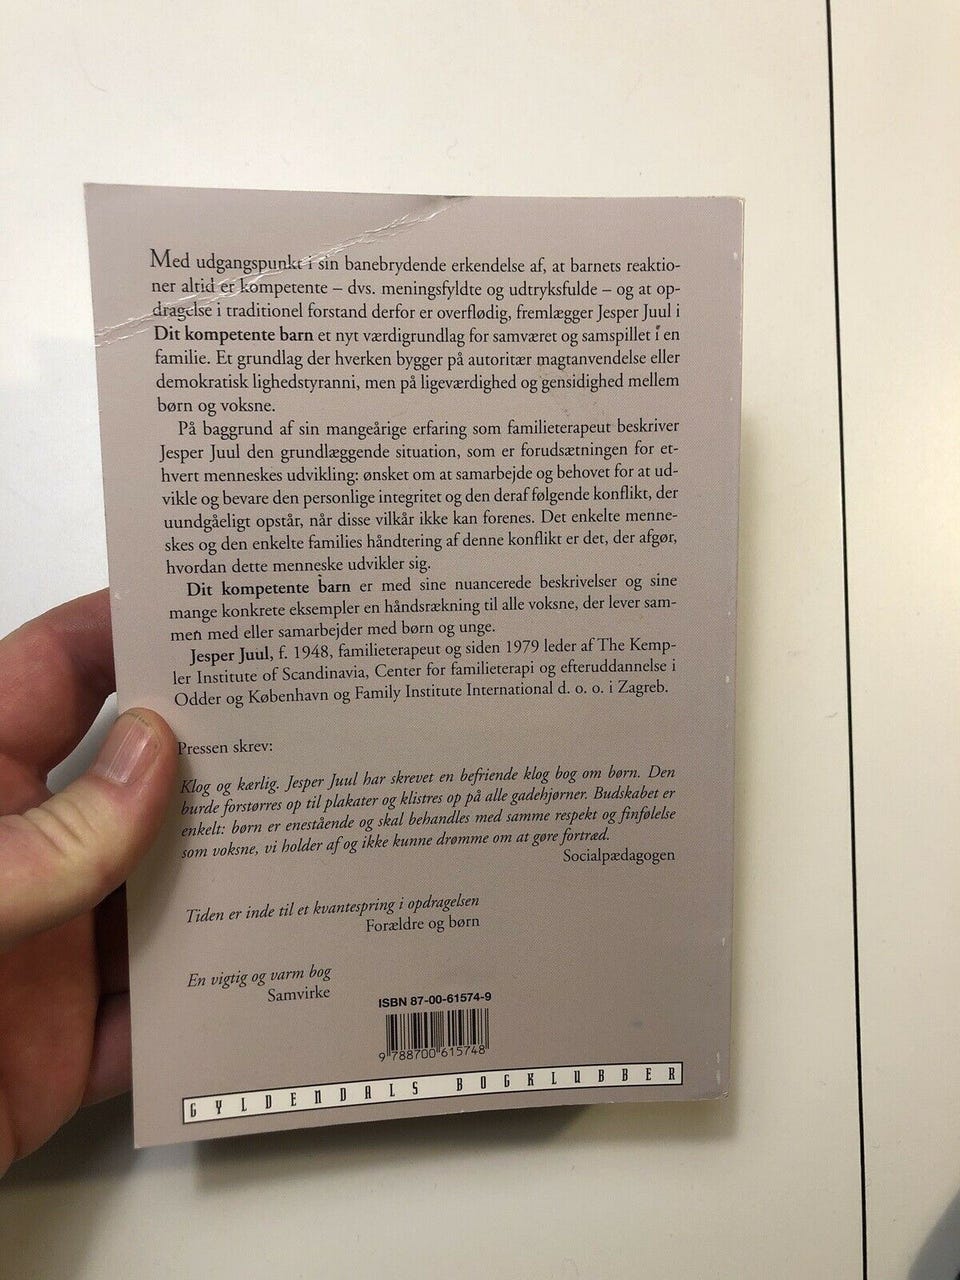 Med udgangspunkt i sin banebrydende erkendelse af, at barnets reaktio-
ner altid er kompetente – dvs. meningsfyldte og udtryksfulde – og at op-
dragelse i traditionel forstand derfor er overflødig, fremlægger Jesper Juul i
Dit kompetente barn et nyt værdigrundlag for samværet og samspillet i en
familie. Et grundlag der hverken bygger på autoritær magtanvendelse eller
demokratisk lighedstyranni, men på ligeværdighed og gensidighed mellem
børn og voksne.
På baggrund af sin mangeårige erfaring som familieterapeut beskriver
Jesper Juul den grundlæggende situation, som er forudsætningen for et-
hvert menneskes udvikling: ønsket om at samarbejde og behovet for at ud-
vikle og bevare den personlige integritet og den deraf følgende konflikt, der
uundgåeligt opstår, når disse vilkår ikke kan forenes. Det enkelte menne-
skes og den enkelte families håndtering af denne konflikt er det, der afgør,
hvordan dette menneske udvikler sig.
Dit kompetente barn er med sine nuancerede beskrivelser og sine
mange konkrete eksempler en håndsrækning til alle voksne, der lever sam-
men med eller samarbejder med børn og unge.
Jesper Juul, f. 1948, familieterapeut og siden 1979 leder af The Kemp-
ler Institute of Scandinavia, Center for familieterapi og efteruddannelse i
Odder og København og Family Institute International d. o. o. i Zagreb.
Pressen skrev:
Klog og kærlig. Jesper Juul har skrevet en befriende klog bog om børn. Den
burde forstørres op til plakater og klistres op på alle gadehjørner. Budskabet er
enkelt: børn er enestående og skal behandles med samme respekt og finfølelse
som voksne, vi holder af og ikke kunne drømme om at gøre fortræd.
Socialpædagogen
Tiden er inde til et kvantespring i opdragelsen
Forældre og børn
En vigtig og varm bog
Samvirke
ISBN 87-00-61574-9
9 788700 615748
GYLDENDALS BOGKLUBBER